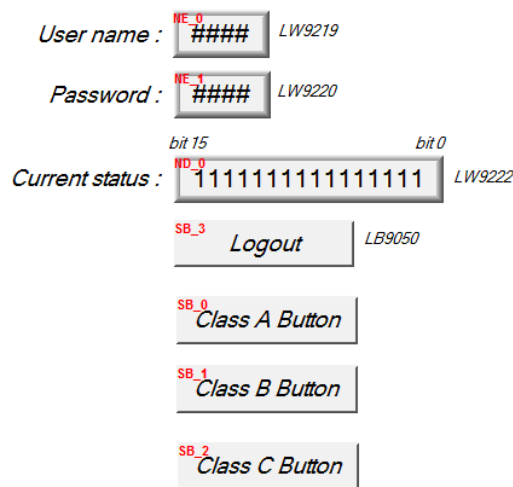 NE_0
User name : #### LW9219
NE_1
Password : #### LW9220
bit 15 bit 0
ND_0
Current status : 1111111111111111 LW9222
SB_3
Logout LB9050
SB_0
Class A Button
SB_1
Class B Button
SB_2
Class C Button